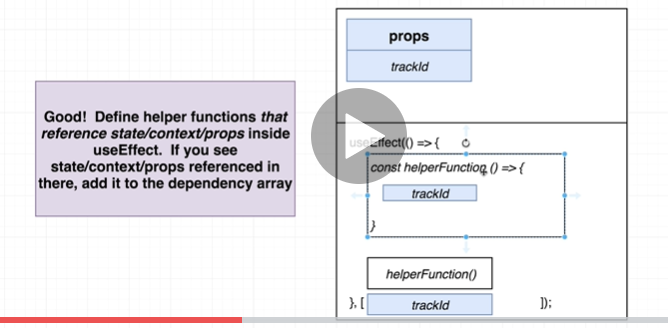 props
trackId
Good! Define helper functions that
reference state/context/props inside
useEffect. If you see
state/context/props referenced in
there, add it to the dependency array
useEffect(() => {
const helperFunction () => {
trackId
}
helperFunction()
}, [ trackId ]);